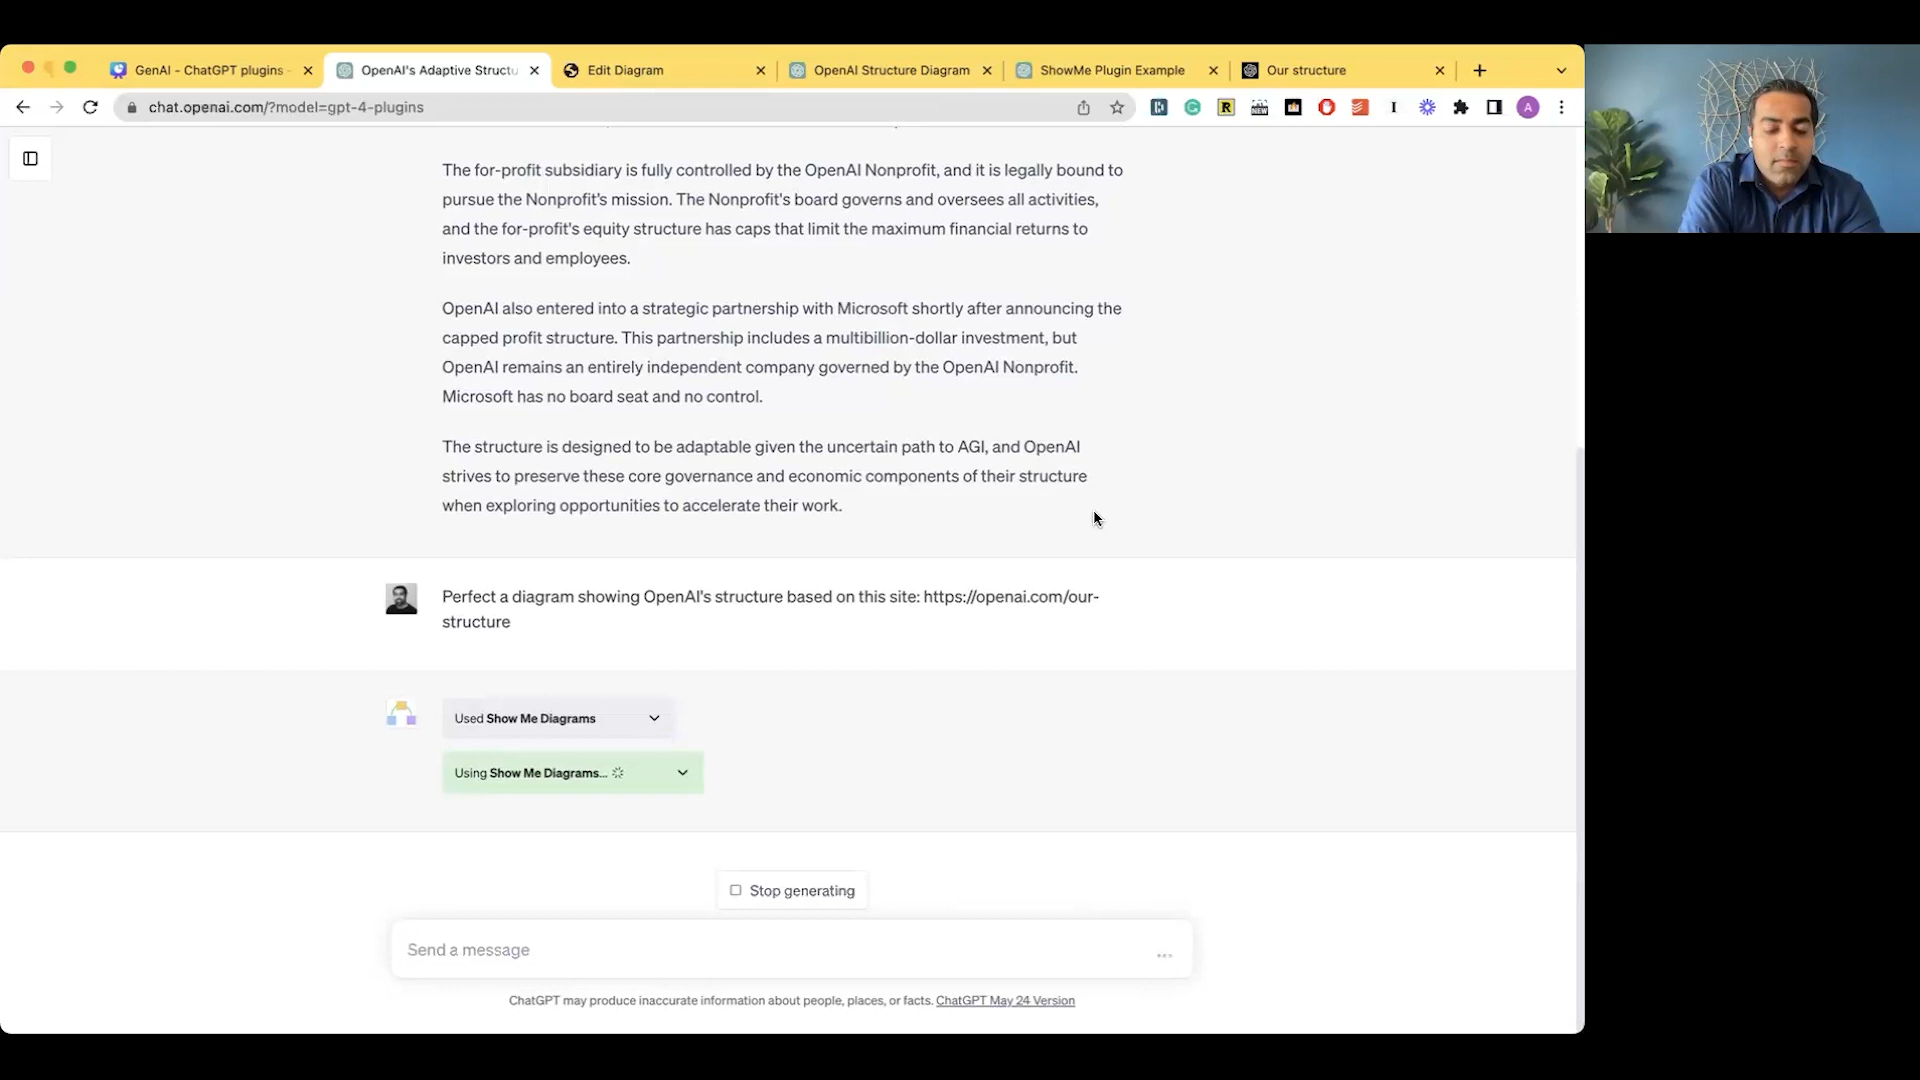 GenAI - ChatGPT plugins
OpenAI's Adaptive Structu
Edit Diagram
OpenAI Structure Diagram
ShowMe Plugin Example
Our structure
chat.openai.com/?model=gpt-4-plugins
The for-profit subsidiary is fully controlled by the OpenAI Nonprofit, and it is legally bound to
pursue the Nonprofit's mission. The Nonprofit's board governs and oversees all activities,
and the for-profit's equity structure has caps that limit the maximum financial returns to
investors and employees.
OpenAI also entered into a strategic partnership with Microsoft shortly after announcing the
capped profit structure. This partnership includes a multibillion-dollar investment, but
OpenAI remains an entirely independent company governed by the OpenAI Nonprofit.
Microsoft has no board seat and no control.
The structure is designed to be adaptable given the uncertain path to AGI, and OpenAI
strives to preserve these core governance and economic components of their structure
when exploring opportunities to accelerate their work.
Perfect a diagram showing OpenAI's structure based on this site: https://openai.com/our-
structure
Used Show Me Diagrams
Using Show Me Diagrams...
Stop generating
Send a message
ChatGPT may produce inaccurate information about people, places, or facts. ChatGPT May 24 Version